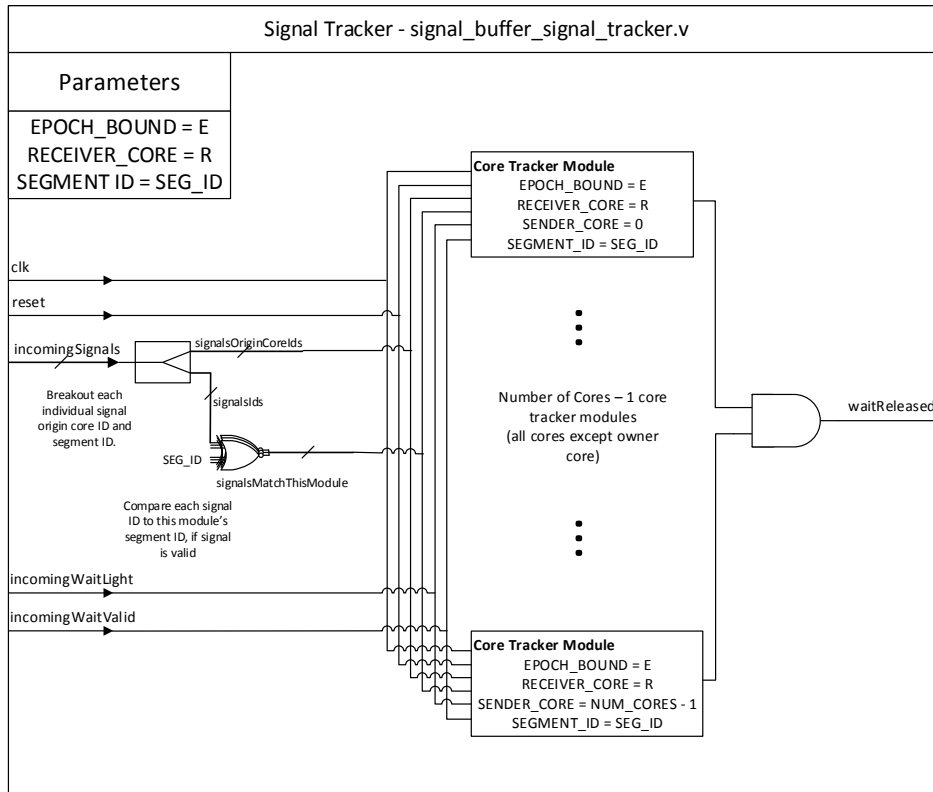 Signal Tracker - signal_buffer_signal_tracker.v
Parameters
EPOCH_BOUND = E
RECEIVER_CORE = R
SEGMENT ID = SEG_ID
Core Tracker Module
EPOCH_BOUND = E
RECEIVER_CORE = R
SENDER_CORE = 0
SEGMENT_ID = SEG_ID
clk
reset
incomingSignals
signalsOriginCoreIds
Breakout each
individual signal
origin core ID and
segment ID.
signalsIds
SEG_ID
signalsMatchThisModule
Compare each signal
ID to this module's
segment ID, if signal
is valid
Number of Cores – 1 core
tracker modules
(all cores except owner
core)
waitReleased
incomingWaitLight
incomingWaitValid
Core Tracker Module
EPOCH_BOUND = E
RECEIVER_CORE = R
SENDER_CORE = NUM_CORES - 1
SEGMENT_ID = SEG_ID